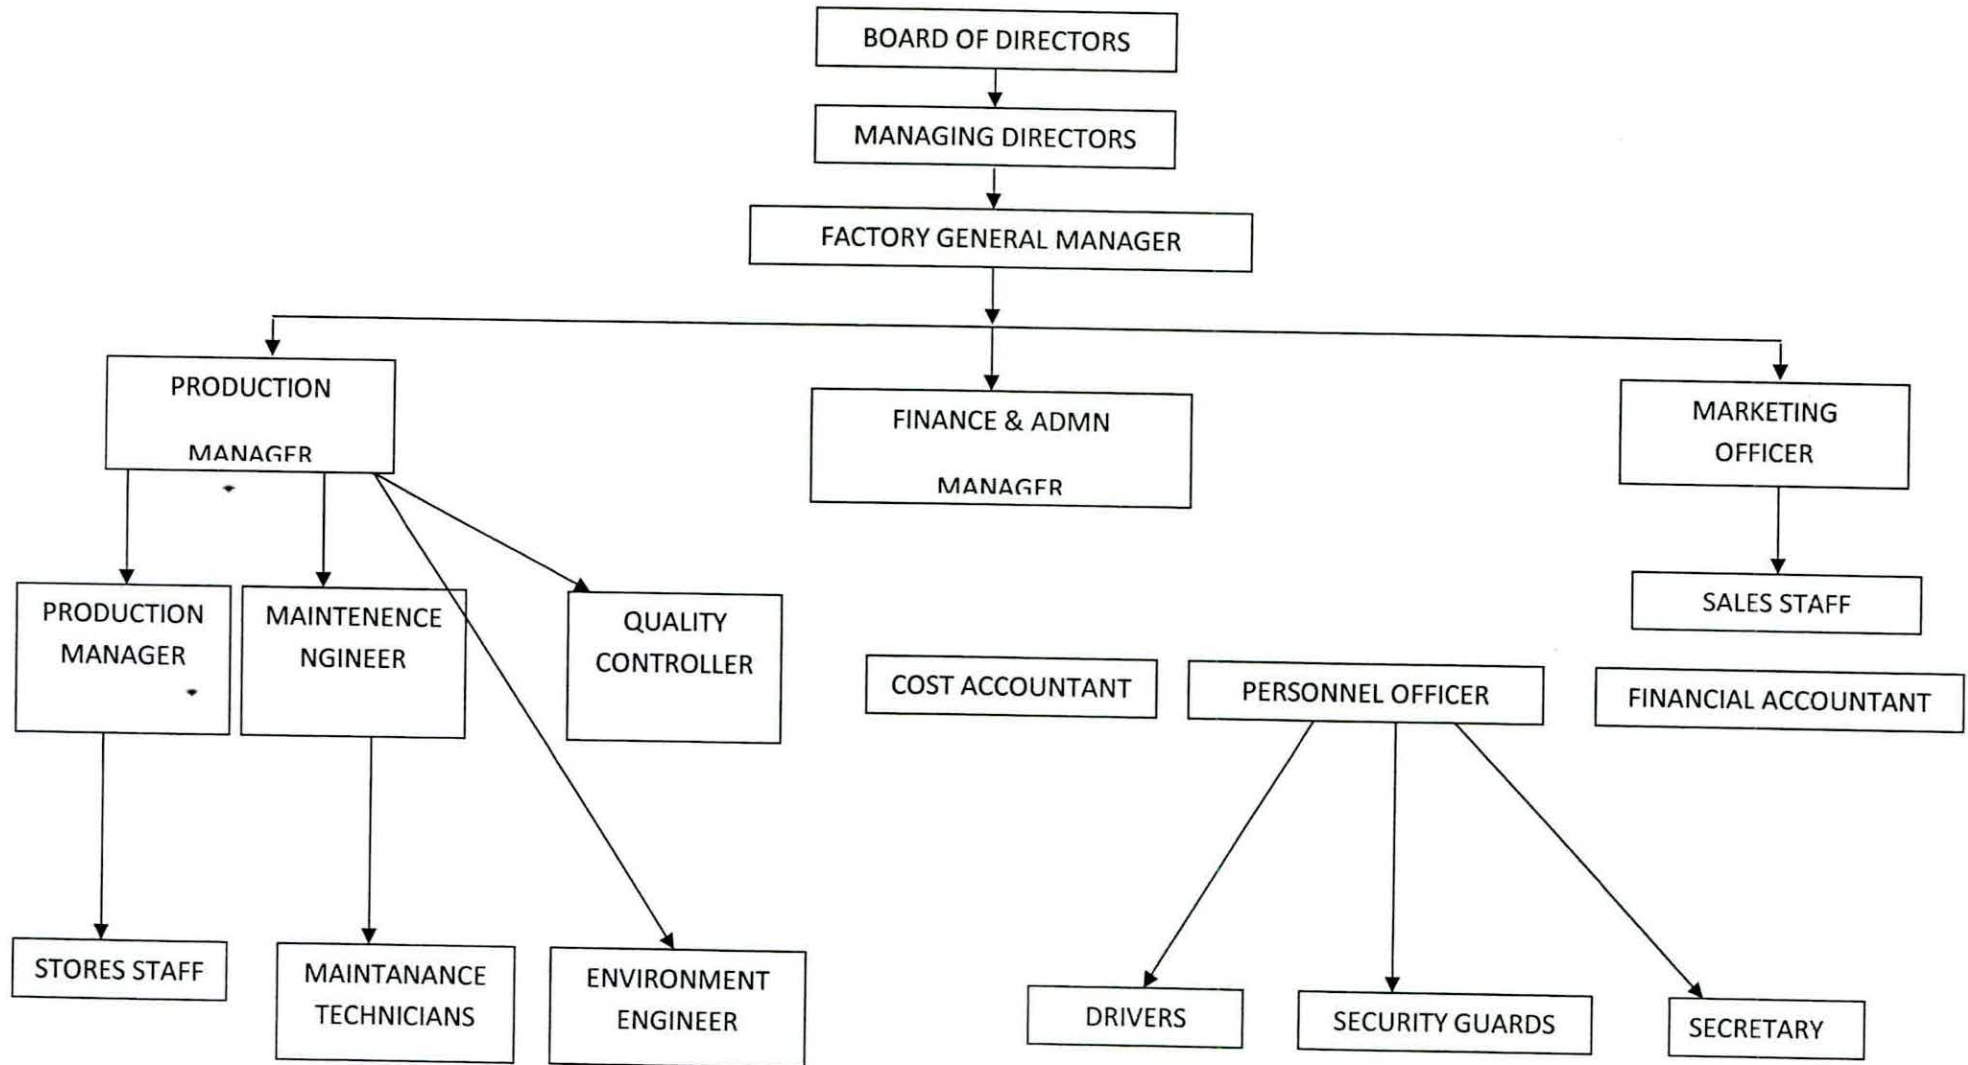 BOARD OF DIRECTORS
MANAGING DIRECTORS
FACTORY GENERAL MANAGER
PRODUCTION
MANAGER
FINANCE & ADMN
MANAGER
MARKETING
OFFICER
PRODUCTION
MANAGER
MAINTENENCE
NGINEER
QUALITY
CONTROLLER
SALES STAFF
COST ACCOUNTANT
PERSONNEL OFFICER
FINANCIAL ACCOUNTANT
STORES STAFF
MAINTANANCE
TECHNICIANS
ENVIRONMENT
ENGINEER
DRIVERS
SECURITY GUARDS
SECRETARY